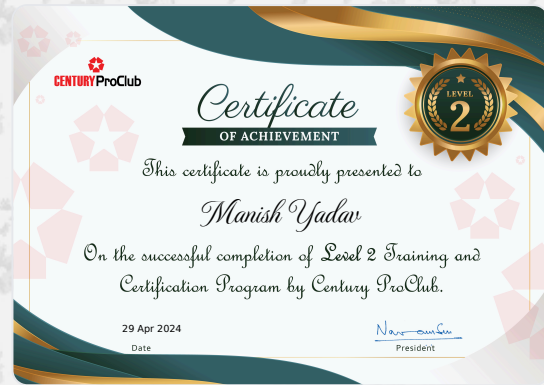 CENTURY ProClub
Certificate
OF ACHIEVEMENT
LEVEL
2
This certificate is proudly presented to
Manish Yadav
On the successful completion of Level 2 Training and
Certification Program by Century ProClub.
29 Apr 2024
Date
President